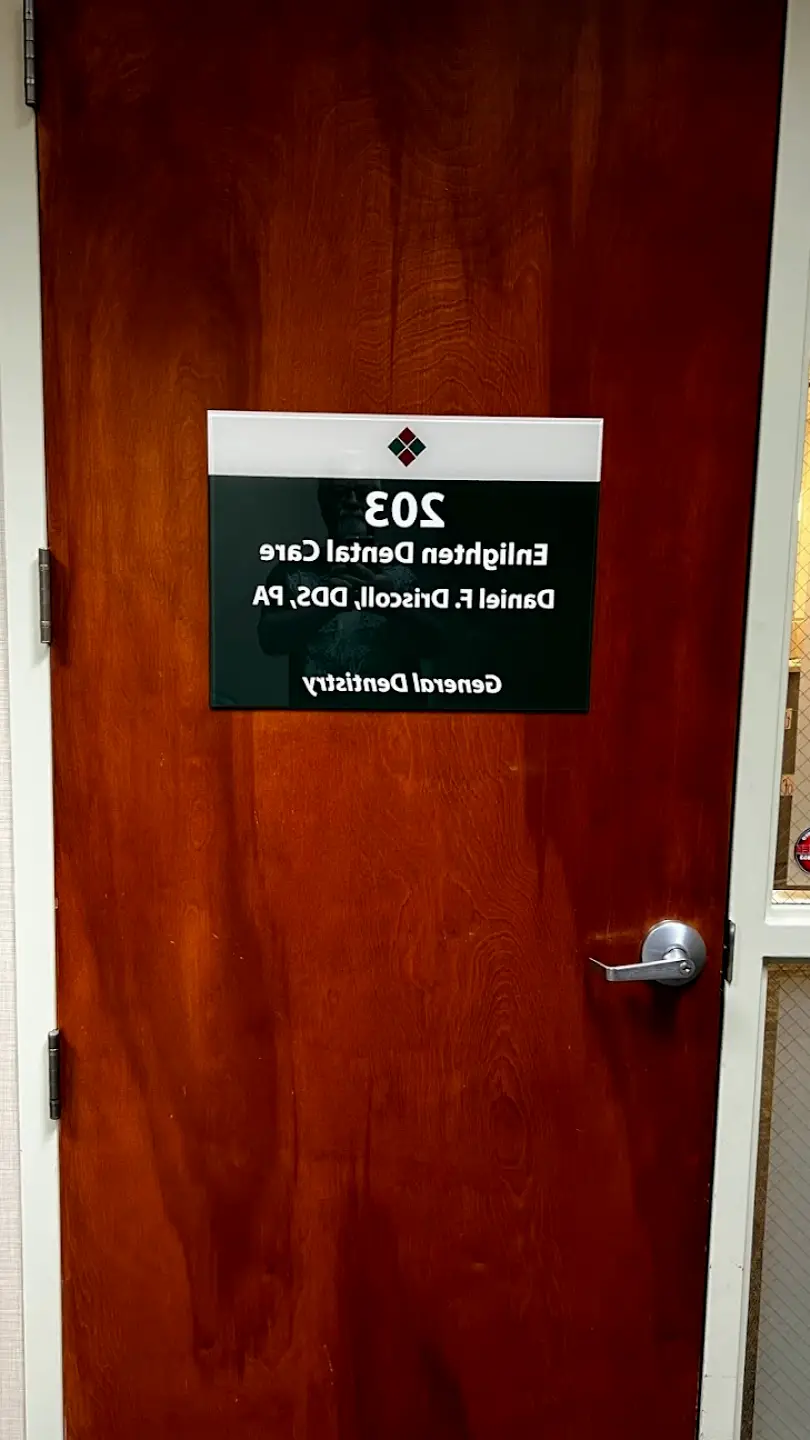 203
Enlighten Dental Care
Daniel F. Driscoll, DDS, PA
General Dentistry